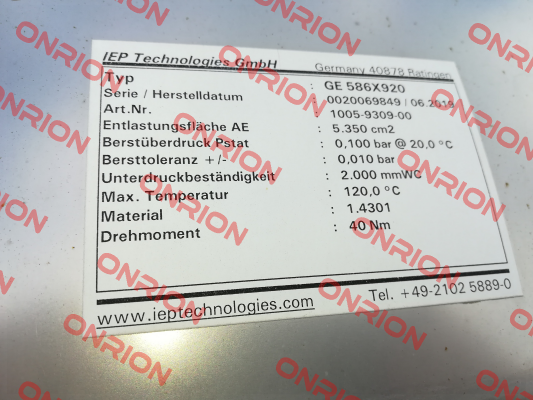 IEP Technologies GmbH Germany 40878 Ratingen
Typ : GE 586X920
Serie / Herstelldatum : 0020069849 / 06.2018
Art.Nr. : 1005-9309-00
Entlastungsfläche AE : 5.350 cm2
Berstüberdruck Pstat : 0,100 bar @ 20,0 °C
Bersttoleranz +/- : 0,010 bar
Unterdruckbeständigkeit : 2.000 mmWC
Max. Temperatur : 120,0 °C
Material : 1.4301
Drehmoment : 40 Nm
www.ieptechnologies.com Tel. +49-2102 5889-0
ONRION